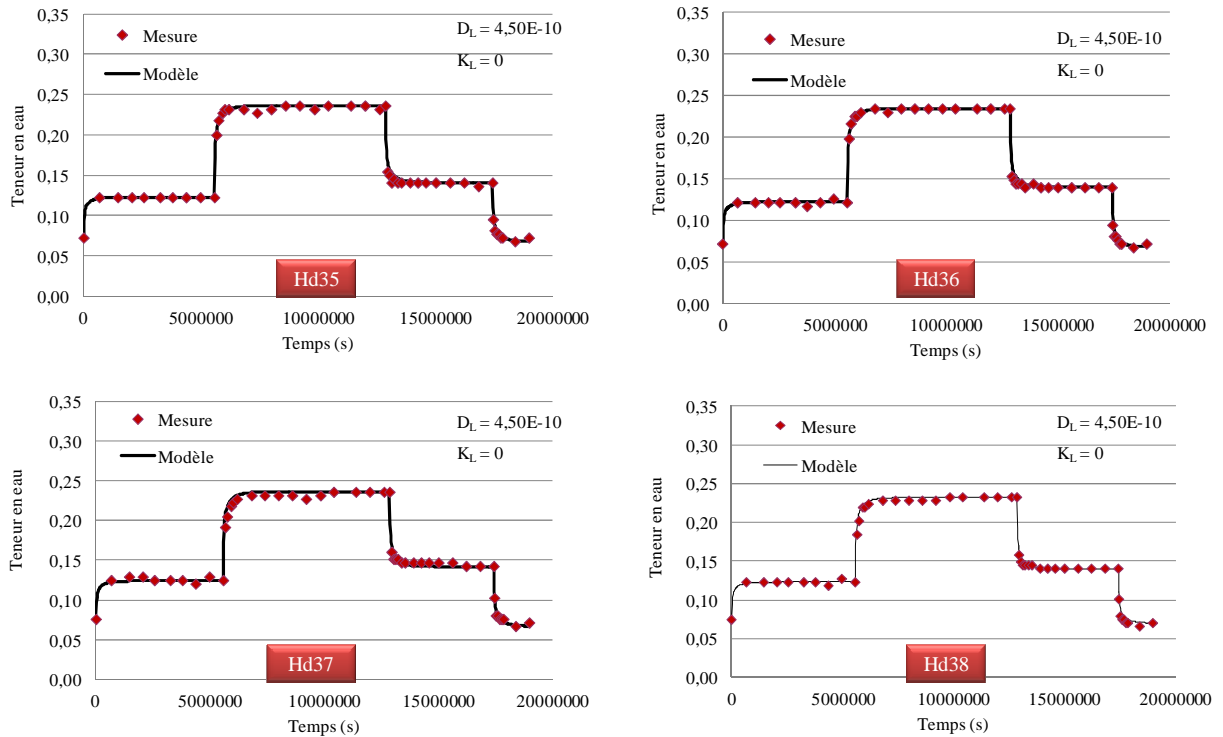 0,35
0,30
0,25
0,20
0,15
0,10
0,05
0,00
Teneur en eau
Mesure
Modèle
D_L = 4,50E-10
K_L = 0
Hd35
0 5000000 10000000 15000000 20000000
Temps (s)
0,35
0,30
0,25
0,20
0,15
0,10
0,05
0,00
Teneur en eau
Mesure
Modèle
D_L = 4,50E-10
K_L = 0
Hd36
0 5000000 10000000 15000000 20000000
Temps (s)
0,35
0,30
0,25
0,20
0,15
0,10
0,05
0,00
Teneur en eau
Mesure
Modèle
D_L = 4,50E-10
K_L = 0
Hd37
0 5000000 10000000 15000000 20000000
Temps (s)
0,35
0,30
0,25
0,20
0,15
0,10
0,05
0,00
Teneur en eau
Mesure
Modèle
D_L = 4,50E-10
K_L = 0
Hd38
0 5000000 10000000 15000000 20000000
Temps (s)